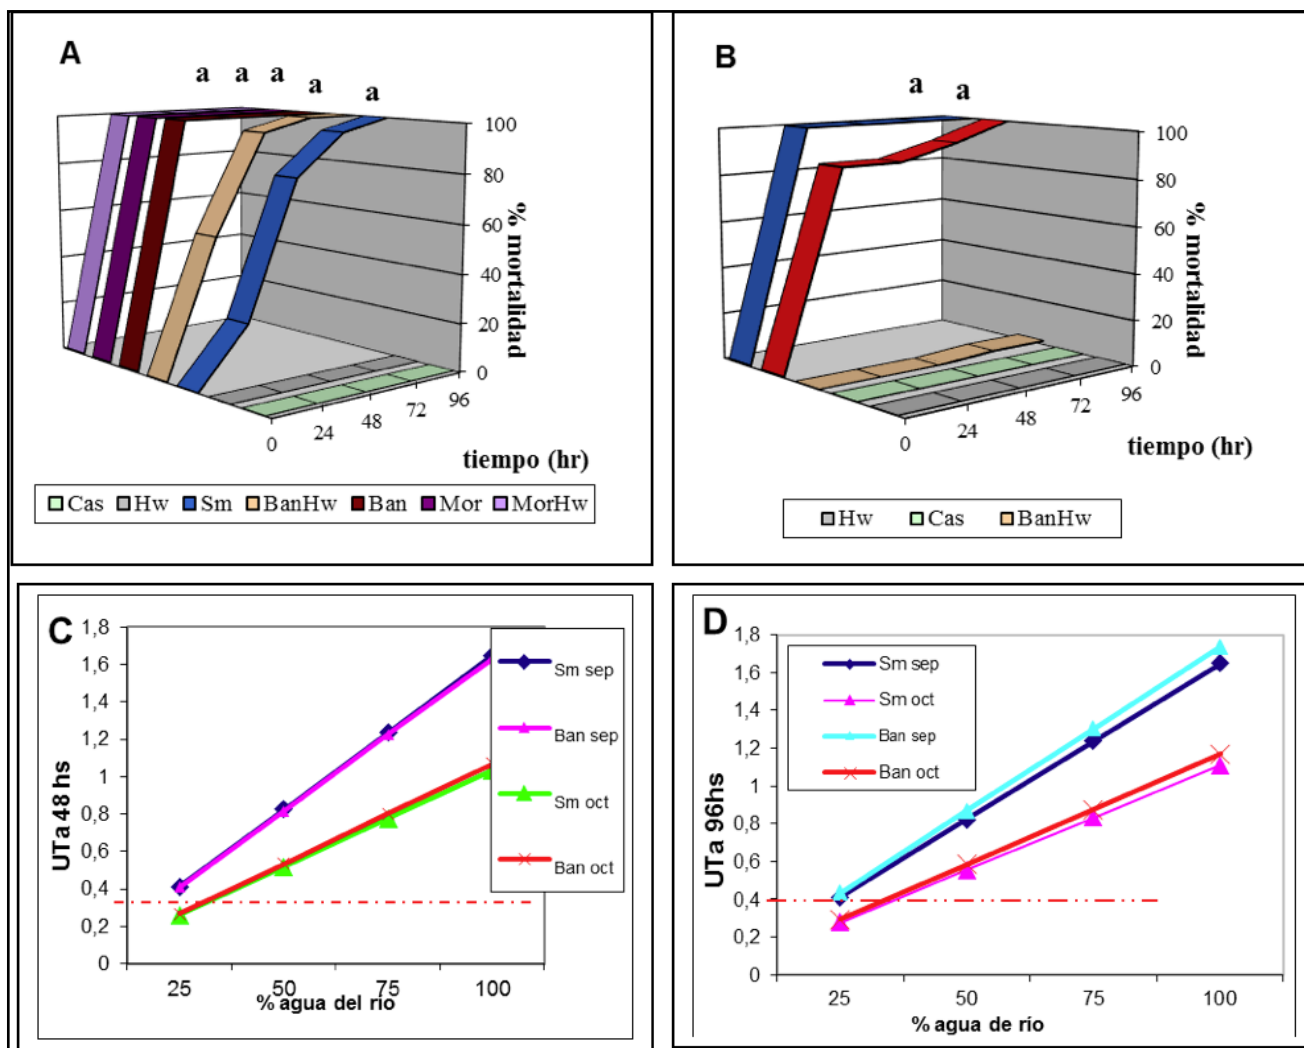 A
a a a a a
100
80
60
40
20
0
% mortalidad
0 24 48 72 96
tiempo (hr)
Cas Hw Sm BanHw Ban Mor MorHw
B
a a
100
80
60
40
20
0
% mortalidad
0 24 48 72 96
tiempo (hr)
Hw Cas BanHw
C
UTa 48 hs
1,8
1,6
1,4
1,2
1
0,8
0,6
0,4
0,2
0
25 50 75 100
% agua del río
Sm sep
Ban sep
Sm oct
Ban oct
D
UTa 96hs
1,8
1,6
1,4
1,2
1
0,8
0,6
0,4
0,2
0
25 50 75 100
% agua de río
Sm sep
Sm oct
Ban sep
Ban oct